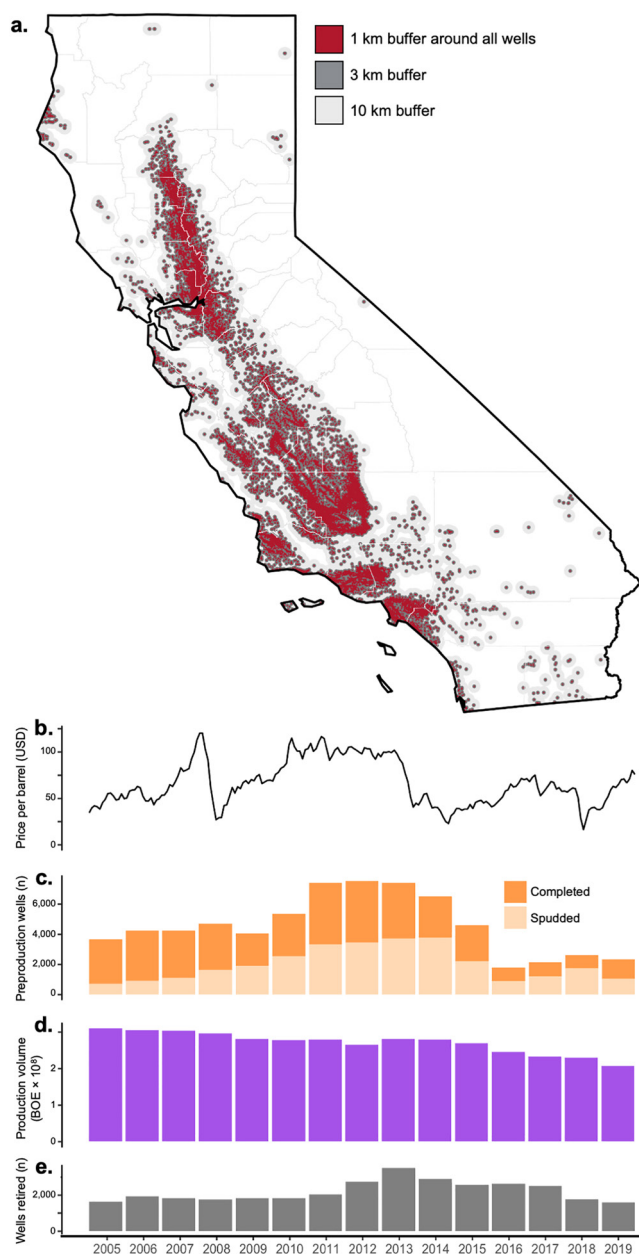 a.
1 km buffer around all wells
3 km buffer
10 km buffer
b.
Price per barrel (USD)
100
50
0
c.
Preproduction wells (n)
6,000
4,000
2,000
0
Completed
Spudded
d.
Production volume
(BOE × 10⁸)
2
1
0
e.
Wells retired (n)
2,000
0
2005 2006 2007 2008 2009 2010 2011 2012 2013 2014 2015 2016 2017 2018 2019